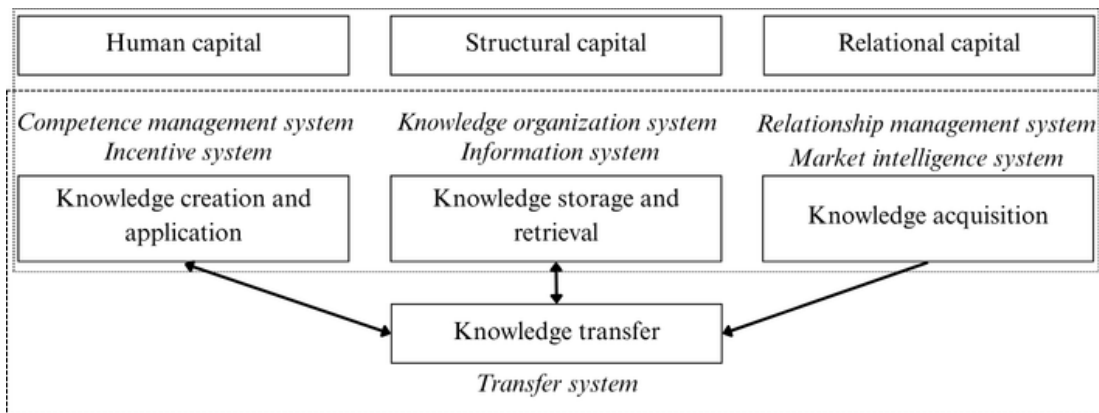 Human capital
Structural capital
Relational capital
Competence management system
Incentive system
Knowledge organization system
Information system
Relationship management system
Market intelligence system
Knowledge creation and
application
Knowledge storage and
retrieval
Knowledge acquisition
Knowledge transfer
Transfer system